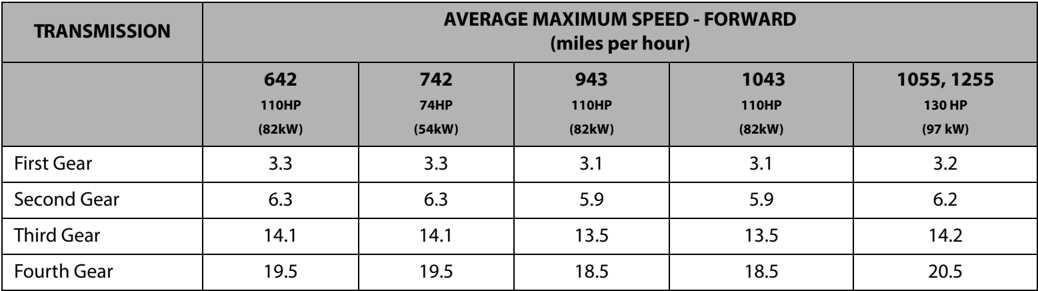 TRANSMISSION
AVERAGE MAXIMUM SPEED - FORWARD
(miles per hour)
642 742 943 1043 1055, 1255
110HP 74HP 110HP 110HP 130 HP
(82kW) (54kW) (82kW) (82kW) (97 kW)
First Gear 3.3 3.3 3.1 3.1 3.2
Second Gear 6.3 6.3 5.9 5.9 6.2
Third Gear 14.1 14.1 13.5 13.5 14.2
Fourth Gear 19.5 19.5 18.5 18.5 20.5